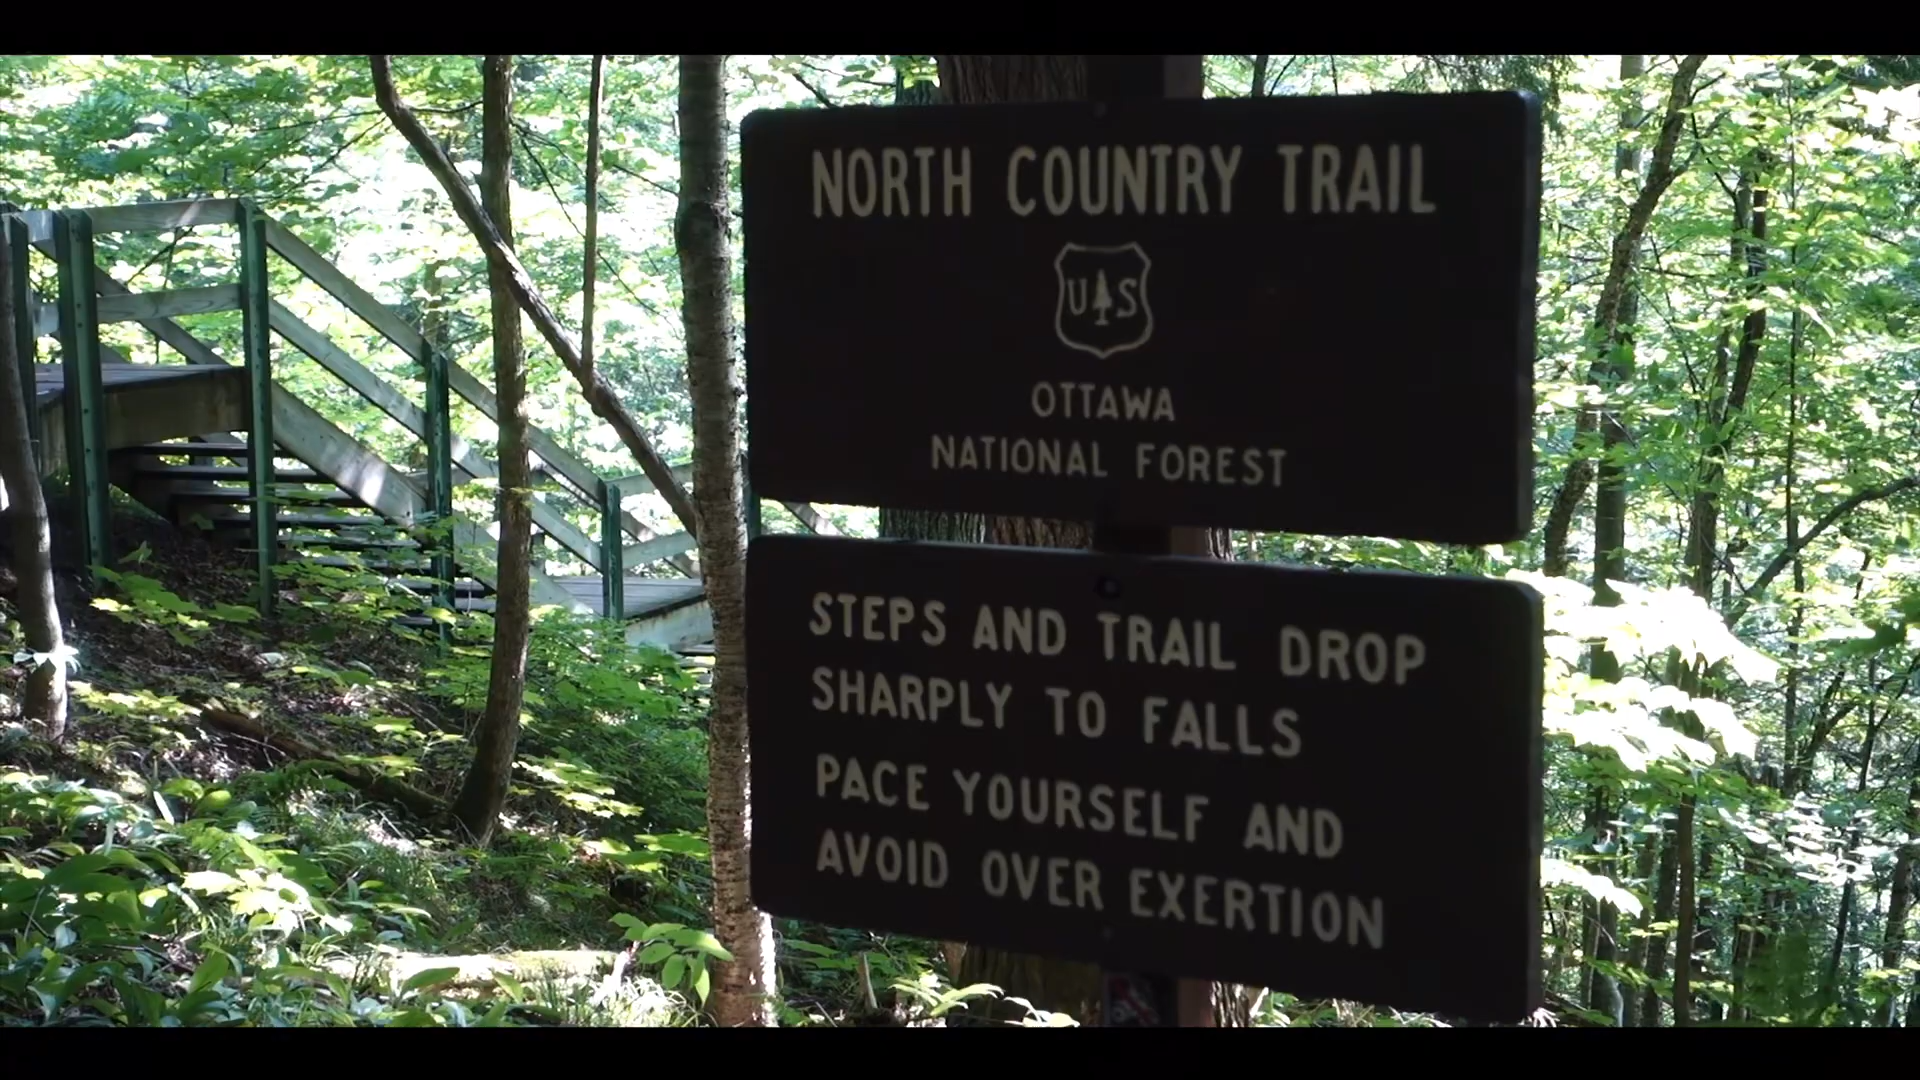 NORTH COUNTRY TRAIL
U S
OTTAWA
NATIONAL FOREST
STEPS AND TRAIL DROP
SHARPLY TO FALLS
PACE YOURSELF AND
AVOID OVER EXERTION